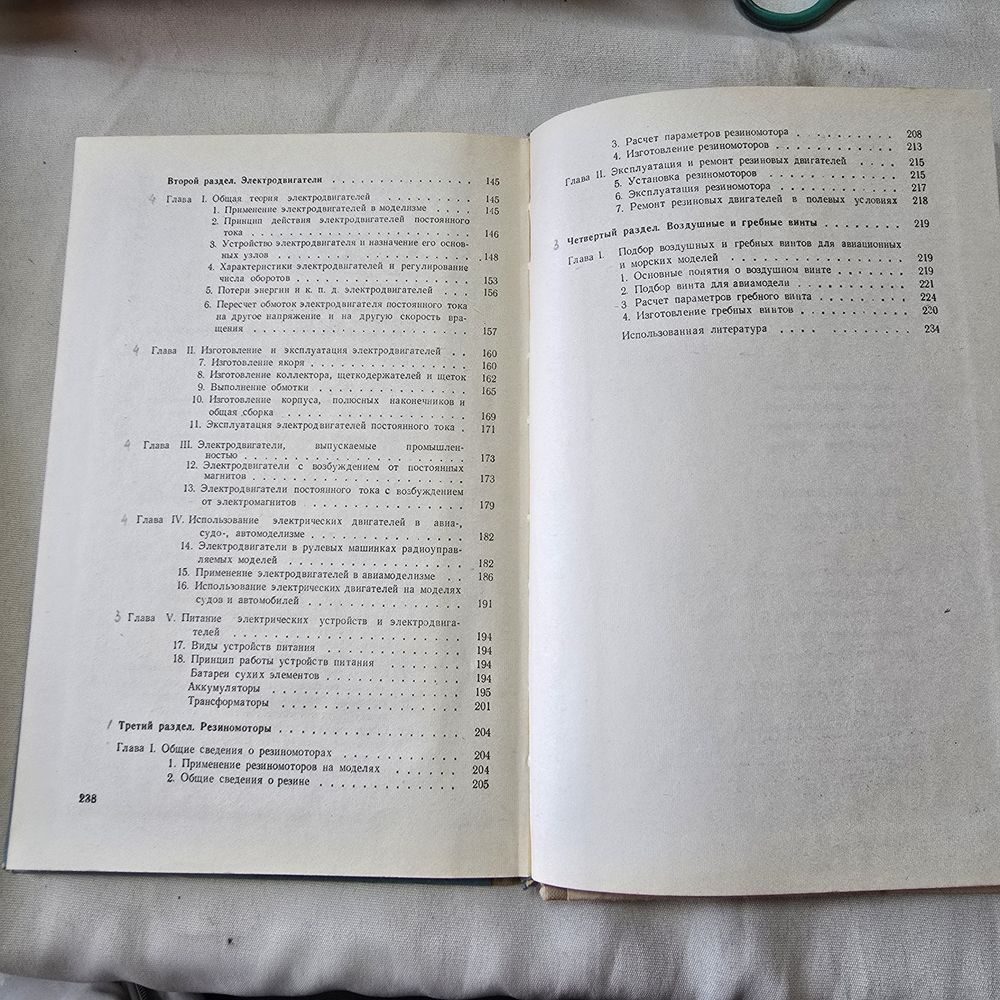 Второй раздел. Электродвигатели . . . . . . . . . . . . 145
4 Глава I. Общая теория электродвигателей . . . . . . . . 145
1. Применение электродвигателей в моделизме . . . . 145
2. Принцип действия электродвигателей постоянного
тока . . . . . . . . . . . . . . . . 146
3. Устройство электродвигателя и назначение его основ-
ных узлов . . . . . . . . . . . . . . 148
4. Характеристики электродвигателей и регулирование
числа оборотов . . . . . . . . . . . . 153
5. Потери энергии и к. п. д. электродвигателей . . . 156
6. Пересчет обмоток электродвигателя постоянного тока
на другое напряжение и на другую скорость вра-
щения . . . . . . . . . . . . . . . . 157
4 Глава II. Изготовление и эксплуатация электродвигателей . . 160
7. Изготовление якоря . . . . . . . . . . . 160
8. Изготовление коллектора, щеткодержателей и щеток 162
9. Выполнение обмотки . . . . . . . . . . . 165
10. Изготовление корпуса, полюсных наконечников и
общая сборка . . . . . . . . . . . . . 169
11. Эксплуатация электродвигателей постоянного тока . 171
4 Глава III. Электродвигатели, выпускаемые промышлен-
ностью . . . . . . . . . . . . . . . 173
12. Электродвигатели с возбуждением от постоянных
магнитов . . . . . . . . . . . . . . 173
13. Электродвигатели постоянного тока с возбуждением
от электромагнитов . . . . . . . . . . . 179
4 Глава IV. Использование электрических двигателей в авиа-,
судо-, автомоделизме . . . . . . . . . . . 182
14. Электродвигатели в рулевых машинках радиоуправ-
ляемых моделей . . . . . . . . . . . . 182
15. Применение электродвигателей в авиамоделизме . . 186
16. Использование электрических двигателей на моделях
судов и автомобилей . . . . . . . . . . . 191
3 Глава V. Питание электрических устройств и электродвига-
телей . . . . . . . . . . . . . . . . 194
17. Виды устройств питания . . . . . . . . . . 194
18. Принцип работы устройств питания . . . . . . 194
Батареи сухих элементов . . . . . . . . . . 194
Аккумуляторы . . . . . . . . . . . . . 195
Трансформаторы . . . . . . . . . . . . 201
/ Третий раздел. Резиномоторы . . . . . . . . . . . . 204
Глава I. Общие сведения о резиномоторах . . . . . . . . 204
1. Применение резиномоторов на моделях . . . . . 204
2. Общие сведения о резине . . . . . . . . . . 205
238
3. Расчет параметров резиномотора . . . . . . . . 208
4. Изготовление резиномоторов . . . . . . . . . 213
Глава II. Эксплуатация и ремонт резиновых двигателей . . . . 215
5. Установка резиномоторов . . . . . . . . . . 215
6. Эксплуатация резиномотора . . . . . . . . . 217
7. Ремонт резиновых двигателей в полевых условиях 218
3 Четвертый раздел. Воздушные и гребные винты . . . . . . 219
Глава I. Подбор воздушных и гребных винтов для авиационных
и морских моделей . . . . . . . . . . . . 219
1. Основные понятия о воздушном винте . . . . . 219
2. Подбор винта для авиамодели . . . . . . . . 221
3 Расчет параметров гребного винта . . . . . . . 224
4. Изготовление гребных винтов . . . . . . . . 230
Использованная литература . . . . . . . . . . 234